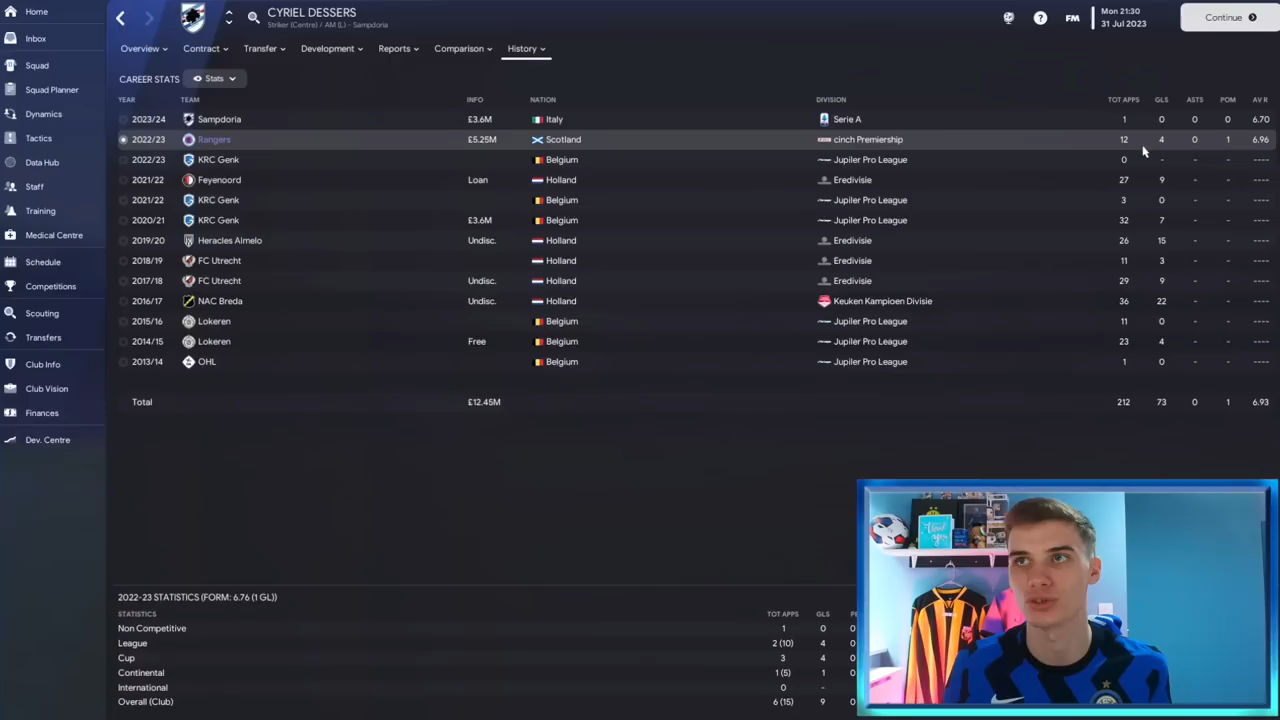 Home
CYRIEL DESSERS
Striker (Centre) / AM (L) - Sampdoria
FM
Mon 21:30
31 Jul 2023
Continue
Inbox
Overview
Contract
Transfer
Development
Reports
Comparison
History
Squad
CAREER STATS
Stats
Squad Planner
YEAR TEAM INFO NATION DIVISION TOT APPS GLS ASTS POM AV R
Dynamics
2023/24 Sampdoria £3.6M Italy Serie A 1 0 0 0 6.70
Tactics
2022/23 Rangers £5.25M Scotland cinch Premiership 12 4 0 1 6.96
Data Hub
2022/23 KRC Genk Belgium Jupiler Pro League 0 - - - ----
Staff
2021/22 Feyenoord Loan Holland Eredivisie 27 9 - - ----
Training
2021/22 KRC Genk Belgium Jupiler Pro League 3 0 - - ----
2020/21 KRC Genk £3.6M Belgium Jupiler Pro League 32 7 - - ----
Medical Centre
2019/20 Heracles Almelo Undisc. Holland Eredivisie 26 15 - - ----
Schedule
2018/19 FC Utrecht Holland Eredivisie 11 3 - - ----
Competitions
2017/18 FC Utrecht Undisc. Holland Eredivisie 29 9 - - ----
2016/17 NAC Breda Undisc. Holland Keuken Kampioen Divisie 36 22 - - ----
Scouting
2015/16 Lokeren Belgium Jupiler Pro League 11 0 - - ----
Transfers
2014/15 Lokeren Free Belgium Jupiler Pro League 23 4 - - ----
Club Info
2013/14 OHL Belgium Jupiler Pro League 1 0 - - ----
Club Vision
Total £12.45M 212 73 0 1 6.93
Finances
Dev. Centre
2022-23 STATISTICS (FORM: 6.76 (1 GL))
STATISTICS TOT APPS GLS
Non Competitive 1 0 0
League 2 (10) 4 0
Cup 3 4 0
Continental 1 (5) 1 0
International 0 -
Overall (Club) 6 (15) 9 0
Thank you